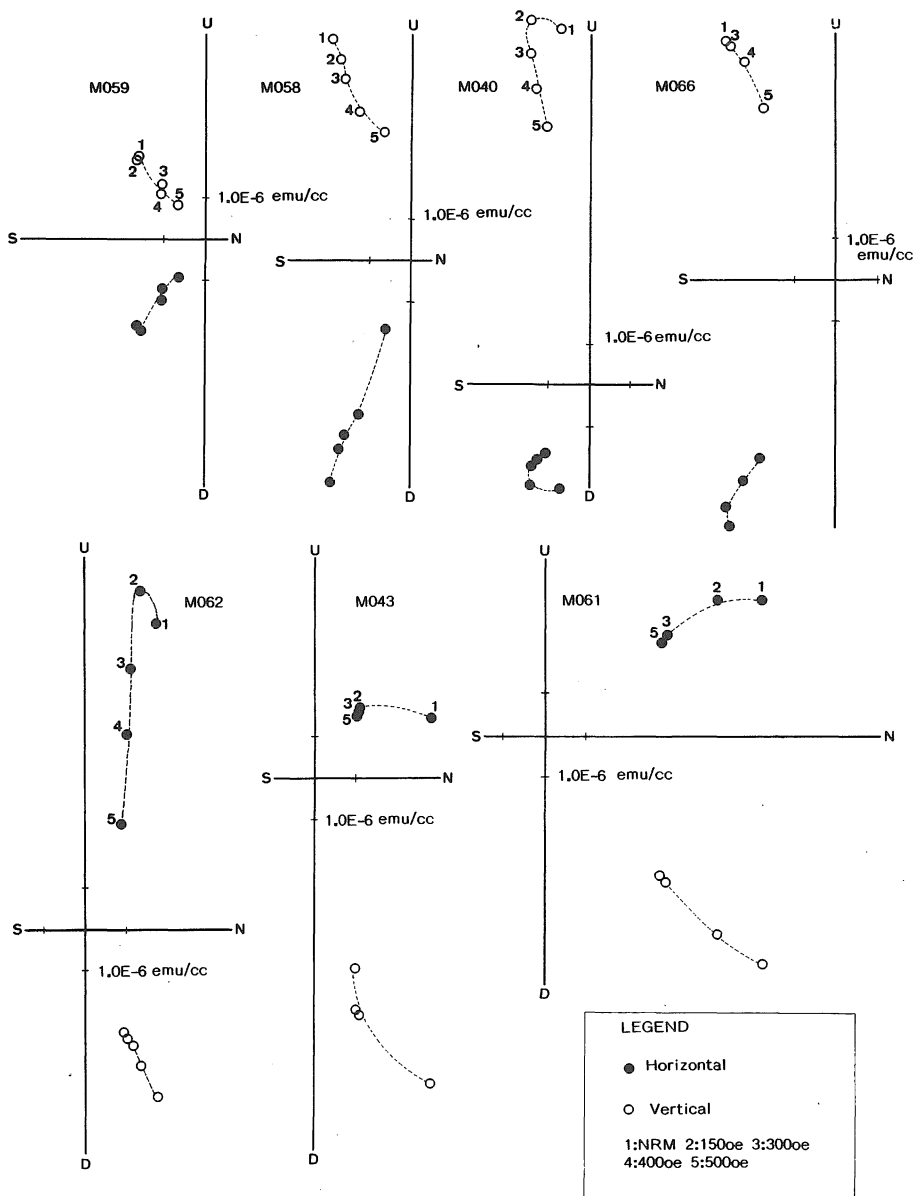 U
M059
1
2
3
4
5
1.0E-6 emu/cc
S
N
D
U
M058
1
2
3
4
5
1.0E-6 emu/cc
S
N
D
U
M040
2
1
3
4
5
1.0E-6 emu/cc
S
N
D
U
M066
1
3
4
5
1.0E-6
emu/cc
S
N
U
M062
2
1
3
4
5
S
N
1.0E-6 emu/cc
D
U
M043
2
3
5
1
S
N
1.0E-6 emu/cc
D
U
M061
2
1
3
5
S
N
1.0E-6 emu/cc
D
LEGEND
Horizontal
Vertical
1:NRM 2:150oe 3:300oe
4:400oe 5:500oe